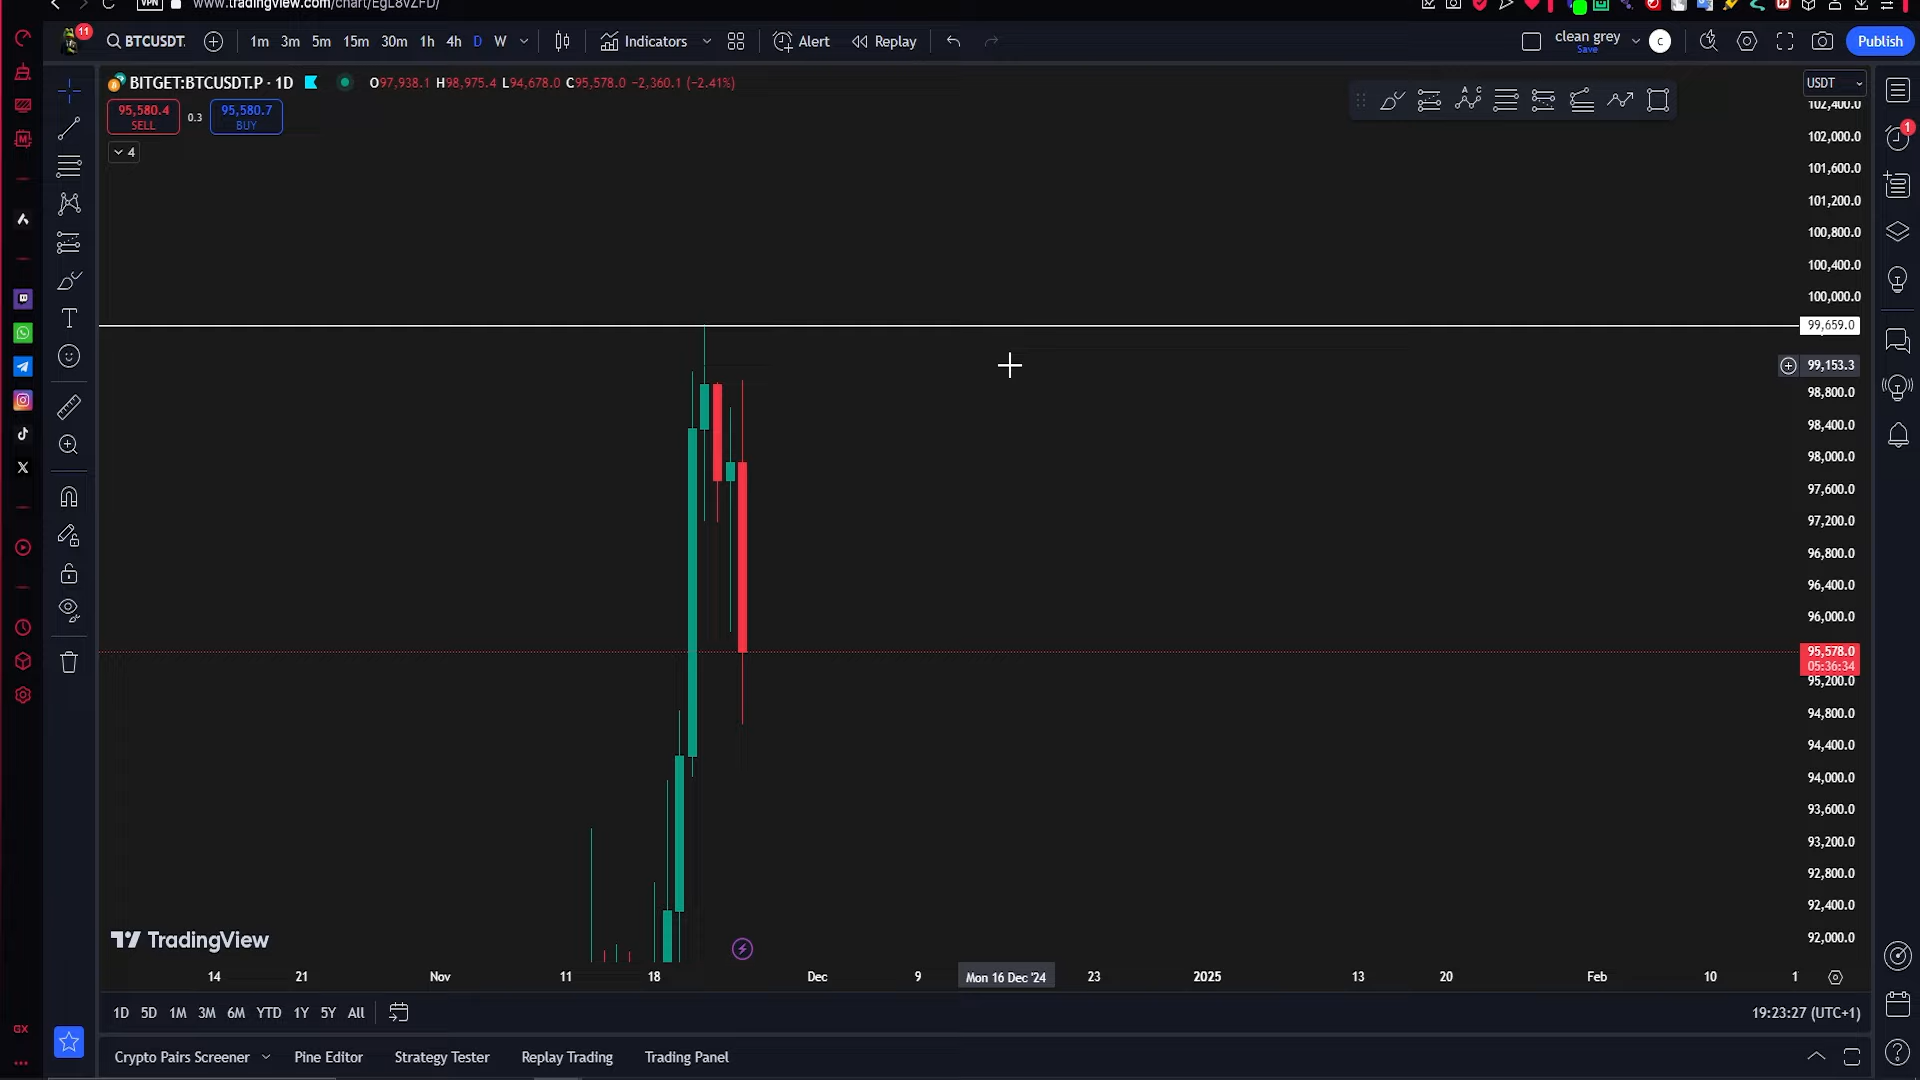 VPN www.tradingview.com/chart/EgL8vZFD/
11 BTCUSDT. 1m 3m 5m 15m 30m 1h 4h D W Indicators Alert Replay clean grey Save c Publish
BITGET:BTCUSDT.P · 1D O97,938.1 H98,975.4 L94,678.0 C95,578.0 −2,360.1 (−2.41%) USDT
95,580.4 SELL 0.3 95,580.7 BUY
4
A C
1
M
102,400.0
102,000.0
101,600.0
101,200.0
100,800.0
100,400.0
100,000.0
99,659.0
99,153.3
98,800.0
98,400.0
98,000.0
97,600.0
97,200.0
96,800.0
96,400.0
96,000.0
95,578.0
05:36:34
95,200.0
94,800.0
94,400.0
94,000.0
93,600.0
93,200.0
92,800.0
92,400.0
92,000.0
TradingView
14 21 Nov 11 18 Dec 9 Mon 16 Dec '24 23 2025 13 20 Feb 10 1
1D 5D 1M 3M 6M YTD 1Y 5Y All 19:23:27 (UTC+1)
GX
Crypto Pairs Screener Pine Editor Strategy Tester Replay Trading Trading Panel